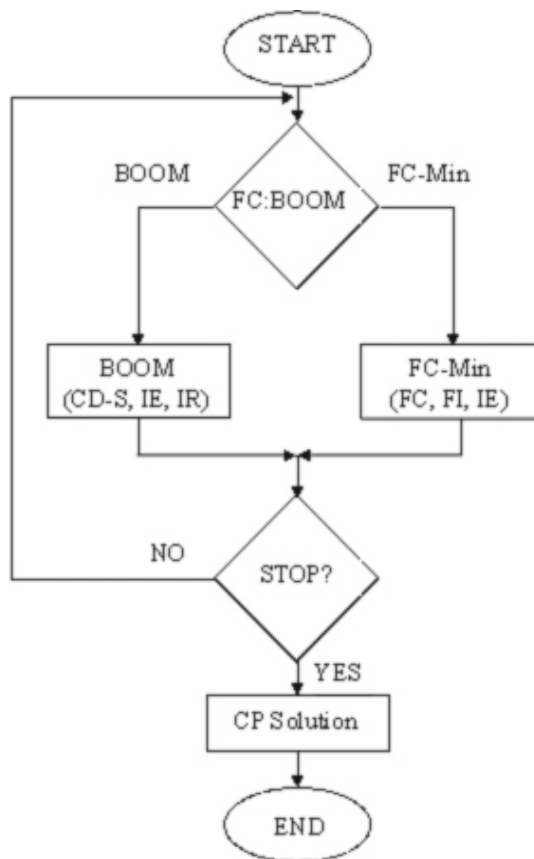 START
BOOM
FC-Min
FC:BOOM
BOOM
(CD-S, IE, IR)
FC-Min
(FC, FI, IE)
NO
STOP?
YES
CP Solution
END